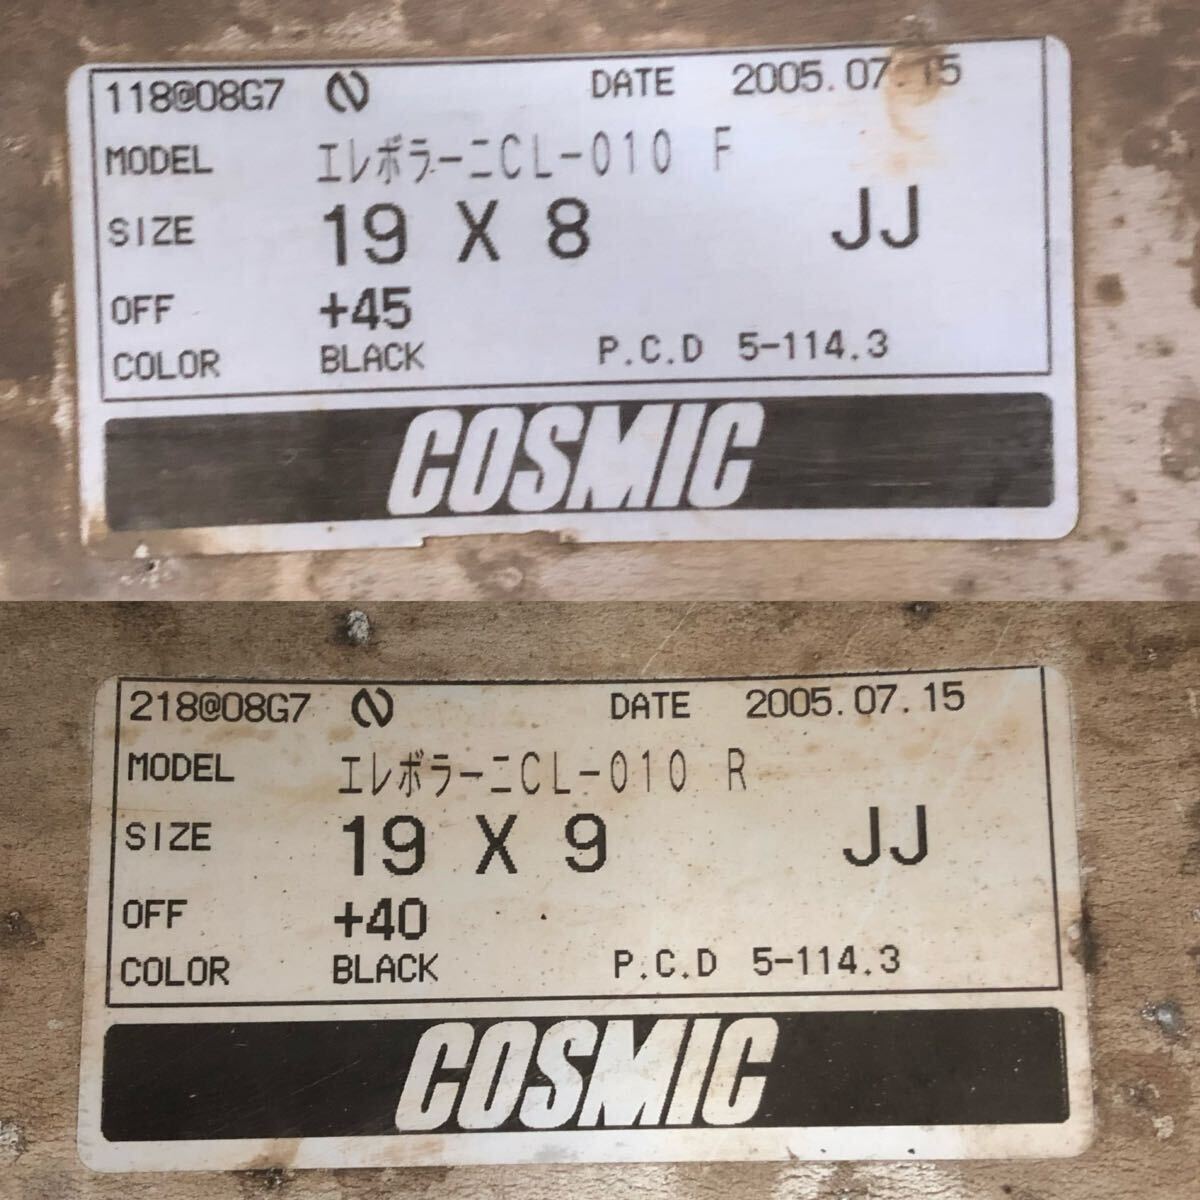 118@08G7 DATE 2005.07.15
MODEL エレボラーニCL-010 F
SIZE 19 X 8 JJ
OFF +45
COLOR BLACK P.C.D 5-114.3
COSMIC
218@08G7 DATE 2005.07.15
MODEL エレボラーニCL-010 R
SIZE 19 X 9 JJ
OFF +40
COLOR BLACK P.C.D 5-114.3
COSMIC